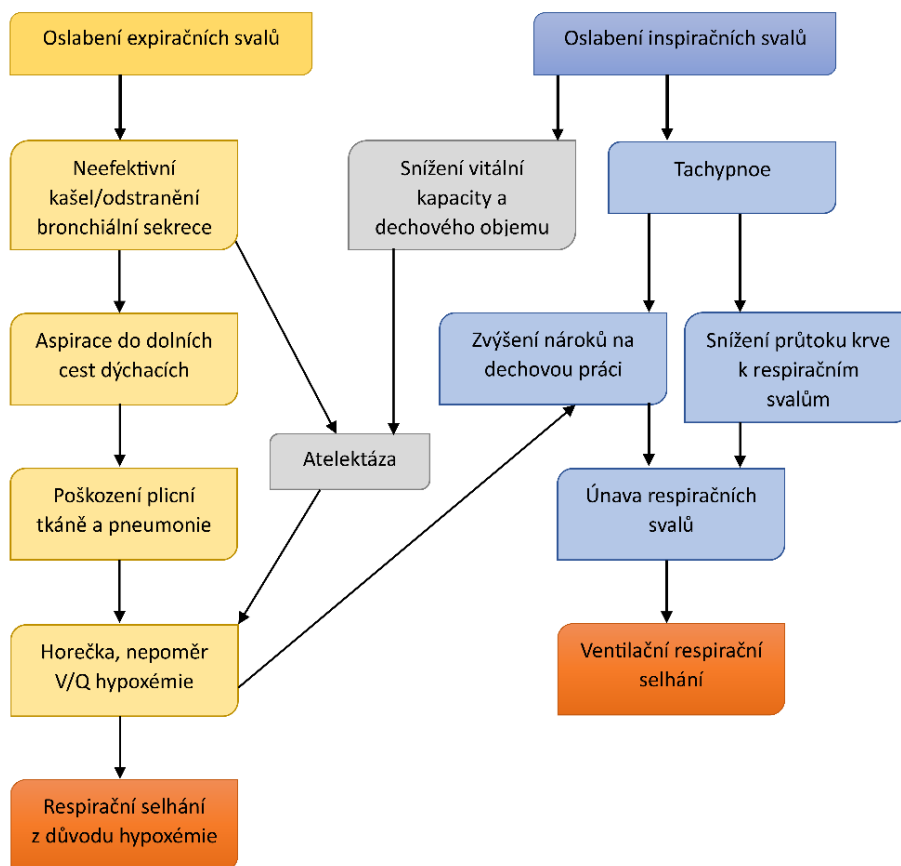 Oslabení expiračních svalů
Oslabení inspiračních svalů
Neefektivní
kašel/odstranění
bronchiální sekrece
Snížení vitální
kapacity a
dechového objemu
Tachypnoe
Aspirace do dolních
cest dýchacích
Zvýšení nároků na
dechovou práci
Snížení průtoku krve
k respiračním
svalům
Atelektáza
Poškození plicní
tkáně a pneumonie
Únava respiračních
svalů
Horečka, nepoměr
V/Q hypoxémie
Ventilační respirační
selhání
Respirační selhání
z důvodu hypoxémie